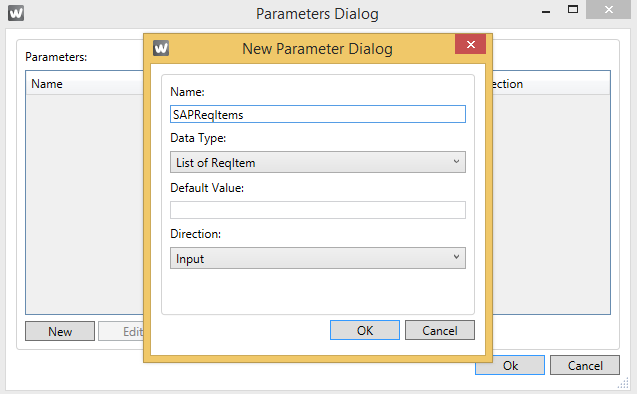 Parameters Dialog
Parameters:
Name
ection
New Parameter Dialog
Name:
SAPReqItems
Data Type:
List of ReqItem
Default Value:
Direction:
Input
OK
Cancel
New
Edit
Ok
Cancel